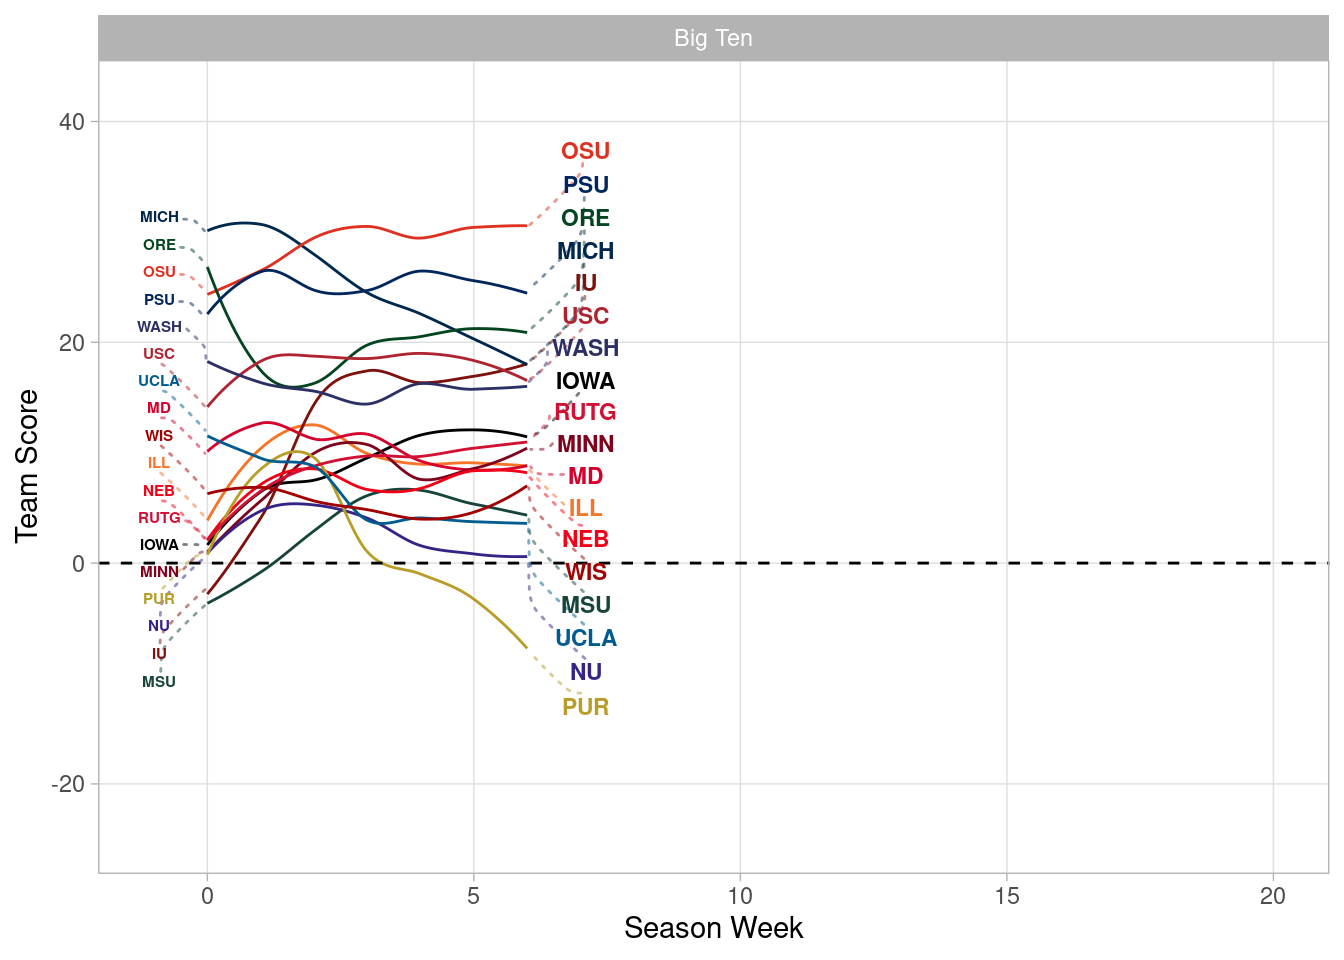 Big Ten
Team Score
40
20
0
-20
MICH
ORE
OSU
PSU
WASH
USC
UCLA
MD
WIS
ILL
NEB
RUTG
IOWA
MINN
PUR
NU
IU
MSU
OSU
PSU
ORE
MICH
IU
USC
WASH
IOWA
RUTG
MINN
MD
ILL
NEB
WIS
MSU
UCLA
NU
PUR
0 5 10 15 20
Season Week